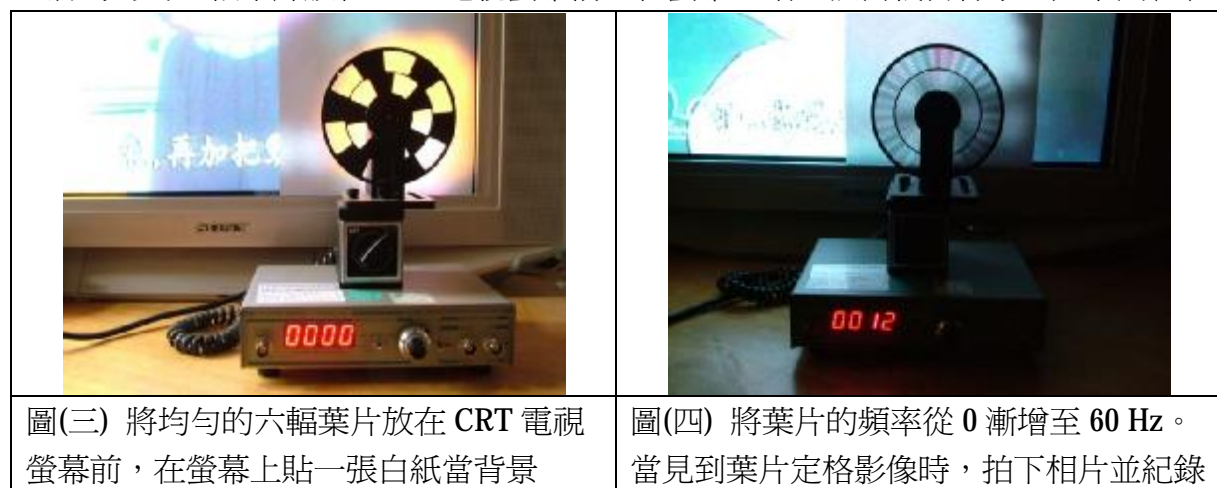 再加把
0000
0012
圖(三) 將均勻的六輻葉片放在 CRT 電視
螢幕前，在螢幕上貼一張白紙當背景
圖(四) 將葉片的頻率從 0 漸增至 60 Hz。
當見到葉片定格影像時，拍下相片並紀錄